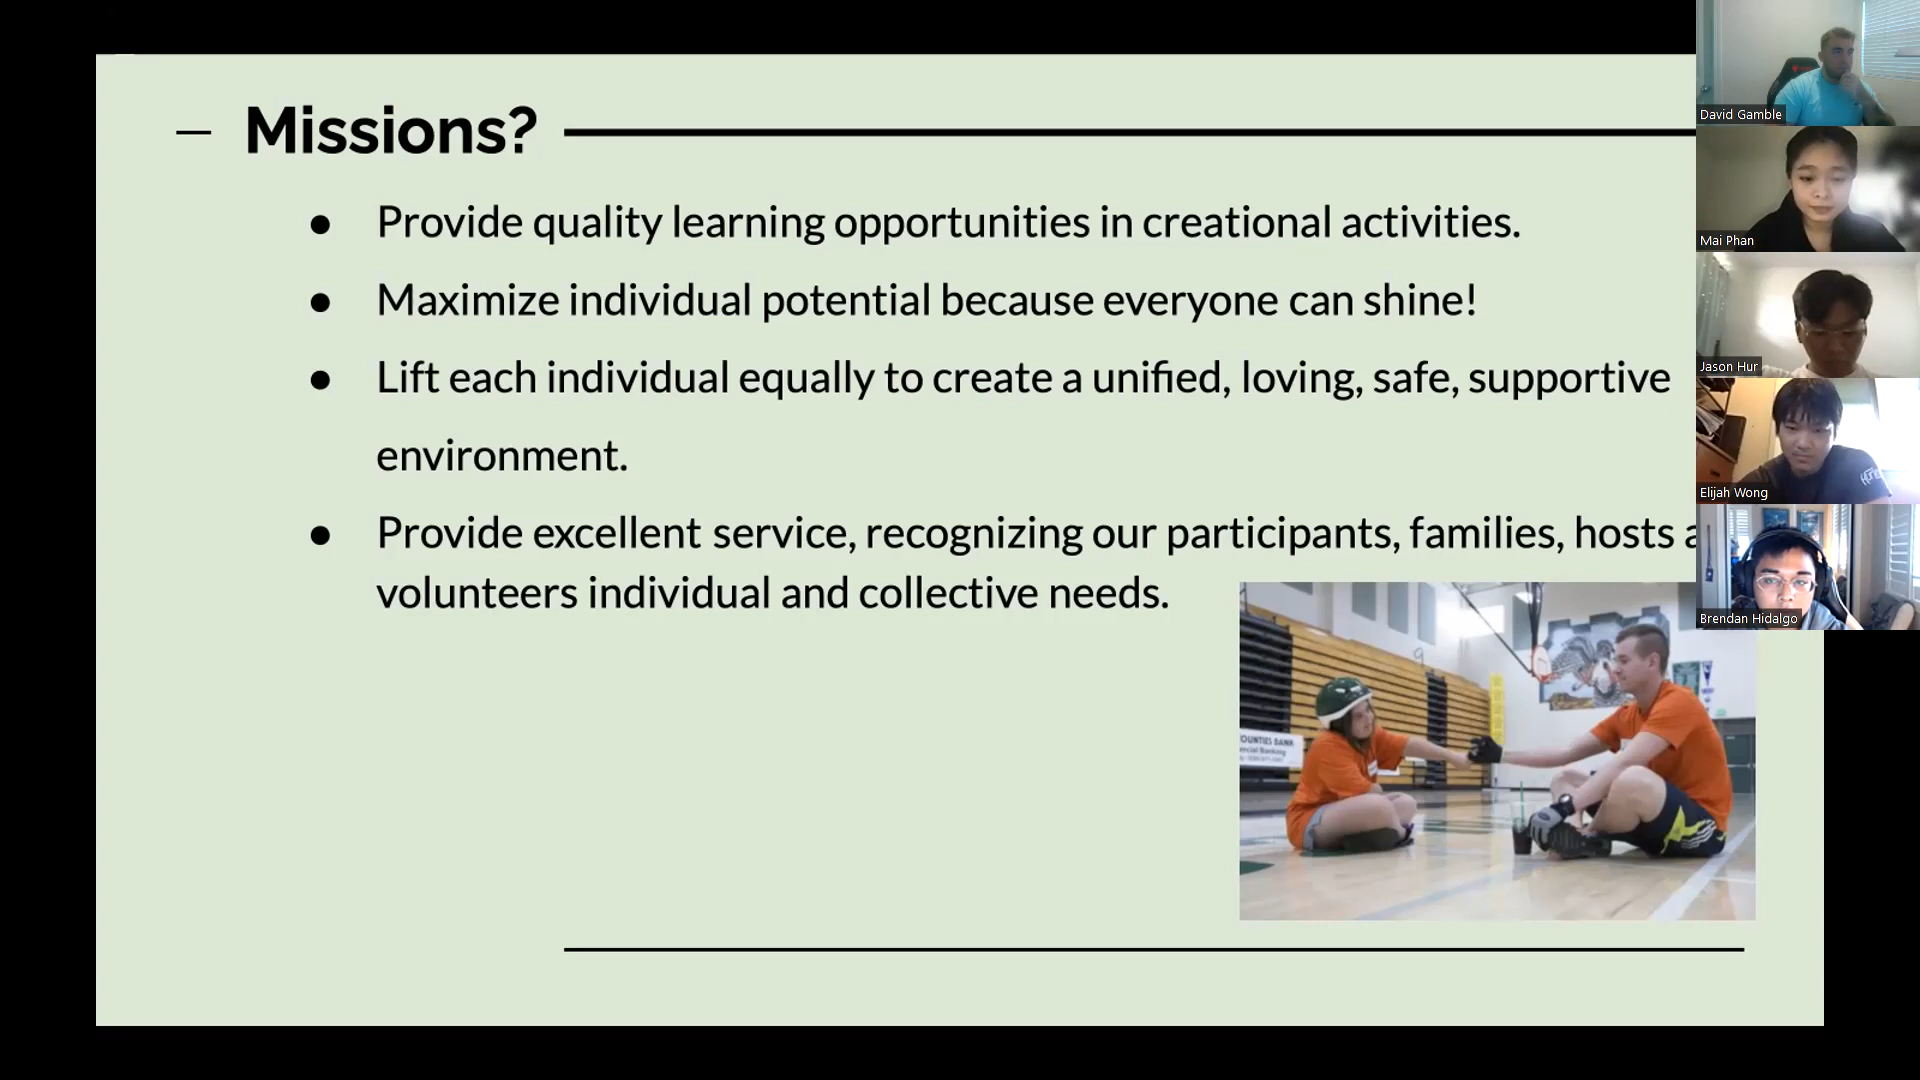 Missions?
● Provide quality learning opportunities in creational activities.
● Maximize individual potential because everyone can shine!
● Lift each individual equally to create a unified, loving, safe, supportive
environment.
● Provide excellent service, recognizing our participants, families, hosts
volunteers individual and collective needs.
OUNTIES BANK
David Gamble
Mai Phan
Jason Hur
Elijah Wong
Brendan Hidalgo